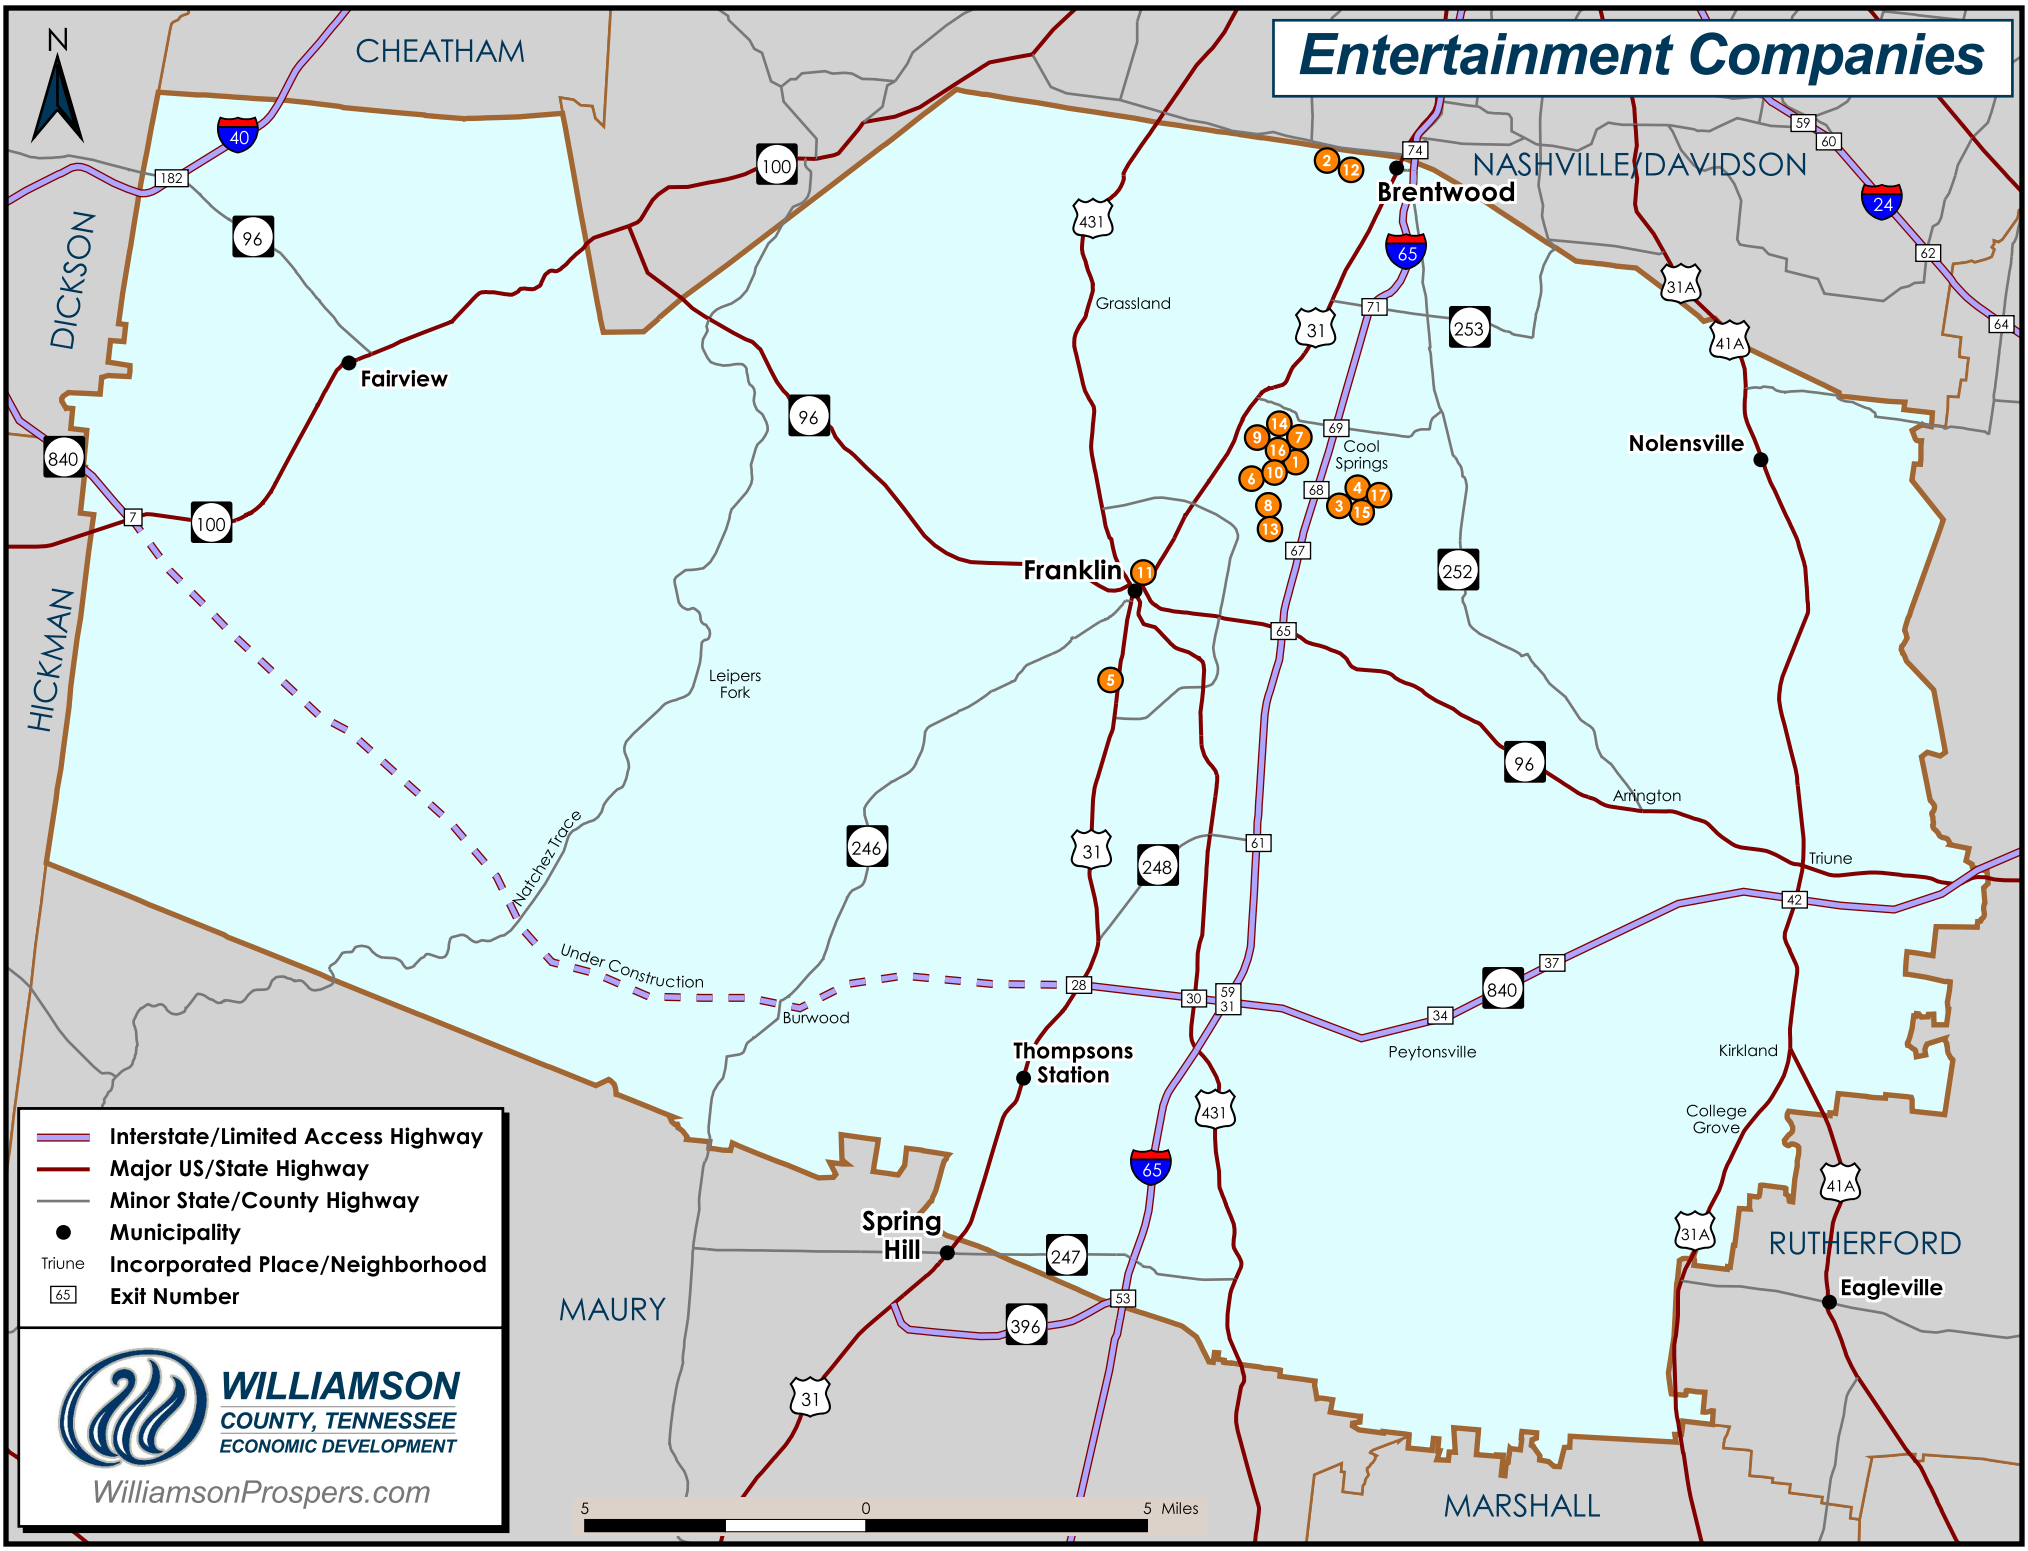 Entertainment Companies
N
CHEATHAM
40
182
100
74
NASHVILLE/DAVIDSON
59
60
2
12
Brentwood
24
DICKSON
96
431
65
62
31A
Grassland
71
31
253
64
41A
Fairview
96
14
9
7
69
16
Cool
Springs
1
10
6
Nolensville
840
68
4
17
3
15
8
13
7
100
67
Franklin
11
252
HICKMAN
65
Leipers
Fork
5
96
Arrington
Natchez Trace
246
31
248
61
Triune
42
Under Construction
28
30
59
31
840
37
34
Burwood
Peytonsville
Kirkland
Thompsons
Station
431
College
Grove
65
41A
Spring
Hill
247
31A
RUTHERFORD
Eagleville
MAURY
396
53
31
MARSHALL
Interstate/Limited Access Highway
Major US/State Highway
Minor State/County Highway
Municipality
Triune Incorporated Place/Neighborhood
65 Exit Number
WILLIAMSON
COUNTY, TENNESSEE
ECONOMIC DEVELOPMENT
WilliamsonProspers.com
5 0 5 Miles